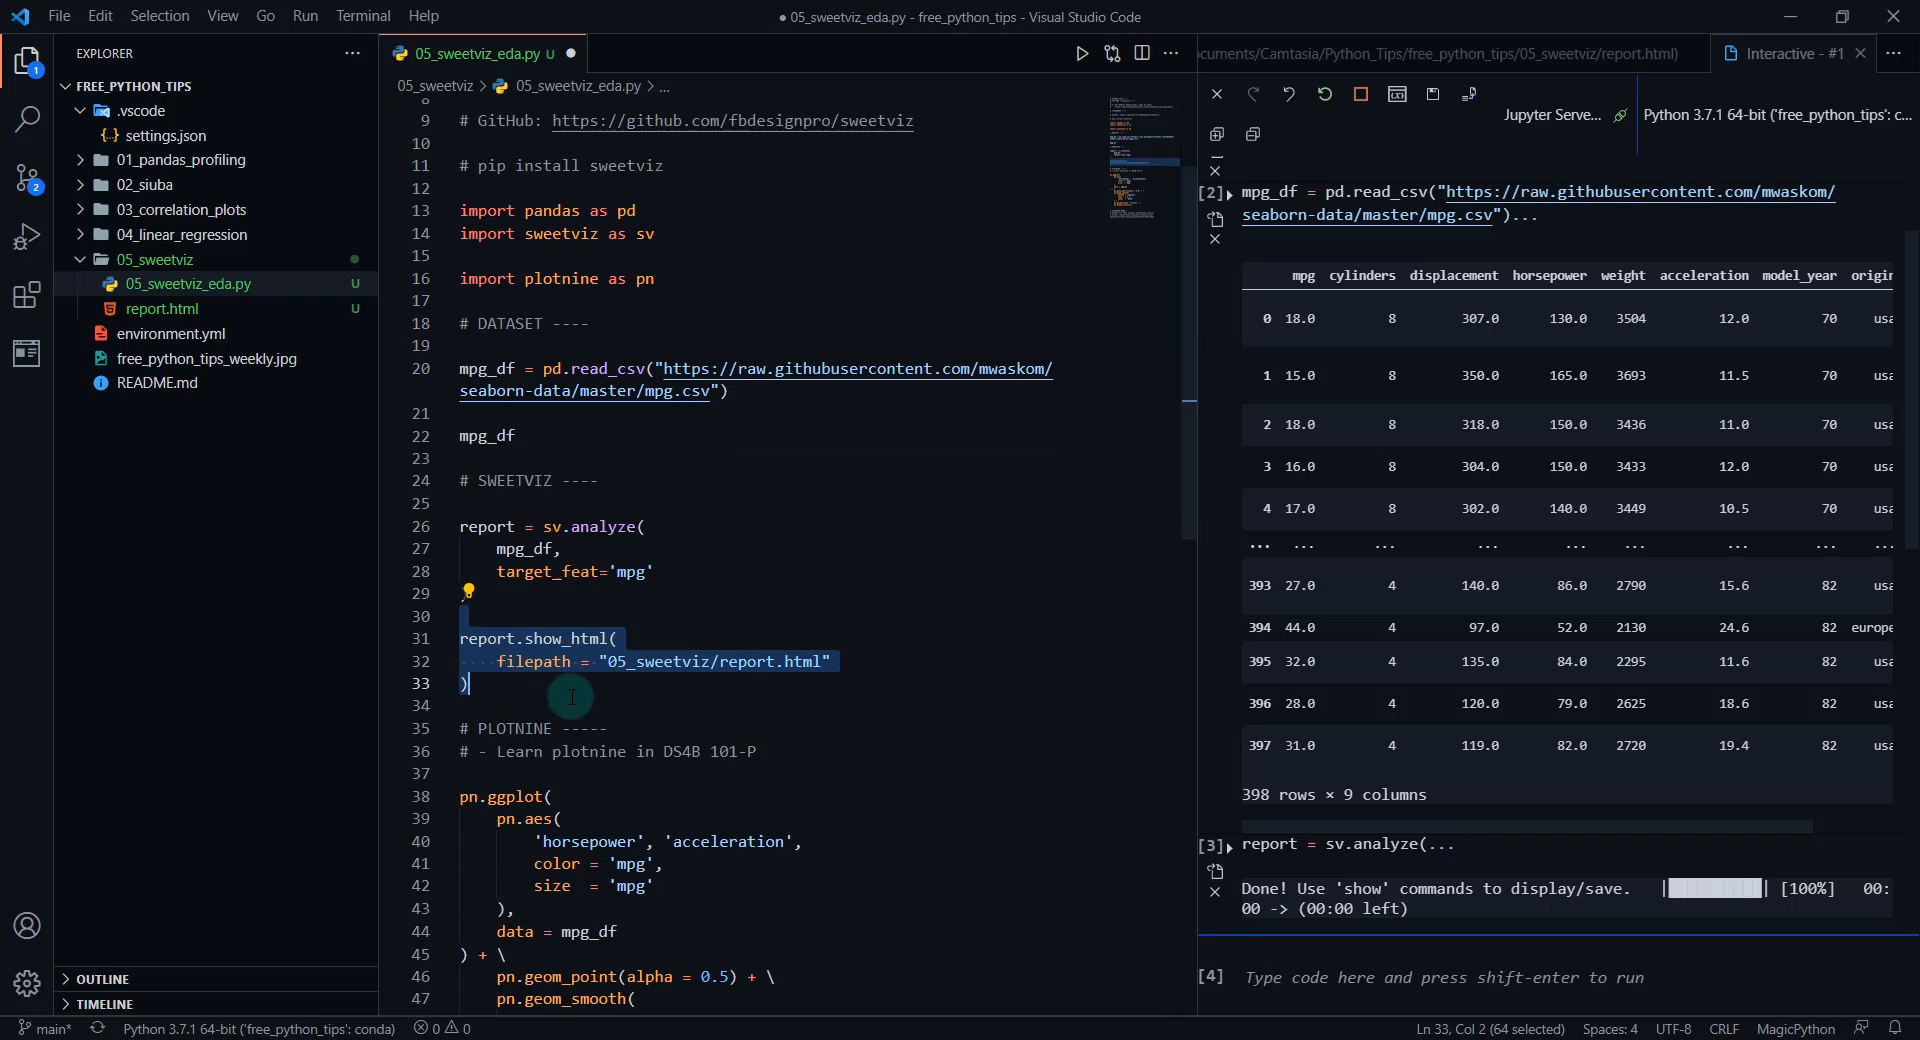 File Edit Selection View Go Run Terminal Help
● 05_sweetviz_eda.py - free_python_tips - Visual Studio Code
EXPLORER
FREE_PYTHON_TIPS
.vscode
settings.json
01_pandas_profiling
02_siuba
03_correlation_plots
04_linear_regression
05_sweetviz
05_sweetviz_eda.py U
report.html U
environment.yml
free_python_tips_weekly.jpg
README.md
OUTLINE
TIMELINE
1
2
05_sweetviz_eda.py U
05_sweetviz > 05_sweetviz_eda.py > ...
8
9 # GitHub: https://github.com/fbdesignpro/sweetviz
10
11 # pip install sweetviz
12
13 import pandas as pd
14 import sweetviz as sv
15
16 import plotnine as pn
17
18 # DATASET ----
19
20 mpg_df = pd.read_csv("https://raw.githubusercontent.com/mwaskom/
seaborn-data/master/mpg.csv")
21
22 mpg_df
23
24 # SWEETVIZ ----
25
26 report = sv.analyze(
27 mpg_df,
28 target_feat='mpg'
29
30
31 report.show_html(
32 filepath = "05_sweetviz/report.html"
33 )
34
35 # PLOTNINE -----
36 # - Learn plotnine in DS4B 101-P
37
38 pn.ggplot(
39 pn.aes(
40 'horsepower', 'acceleration',
41 color = 'mpg',
42 size = 'mpg'
43 ),
44 data = mpg_df
45 ) + \
46 pn.geom_point(alpha = 0.5) + \
47 pn.geom_smooth(
cuments/Camtasia/Python_Tips/free_python_tips/05_sweetviz/report.html)
Interactive - #1
Jupyter Serve... Python 3.7.1 64-bit ('free_python_tips': c...
[2] mpg_df = pd.read_csv("https://raw.githubusercontent.com/mwaskom/
seaborn-data/master/mpg.csv")...
mpg cylinders displacement horsepower weight acceleration model_year origin
0 18.0 8 307.0 130.0 3504 12.0 70 usa
1 15.0 8 350.0 165.0 3693 11.5 70 usa
2 18.0 8 318.0 150.0 3436 11.0 70 usa
3 16.0 8 304.0 150.0 3433 12.0 70 usa
4 17.0 8 302.0 140.0 3449 10.5 70 usa
... ... ... ... ... ... ... ... ...
393 27.0 4 140.0 86.0 2790 15.6 82 usa
394 44.0 4 97.0 52.0 2130 24.6 82 europe
395 32.0 4 135.0 84.0 2295 11.6 82 usa
396 28.0 4 120.0 79.0 2625 18.6 82 usa
397 31.0 4 119.0 82.0 2720 19.4 82 usa
398 rows × 9 columns
[3] report = sv.analyze(...
Done! Use 'show' commands to display/save. |██████████| [100%] 00:
00 -> (00:00 left)
[4] Type code here and press shift-enter to run
main* Python 3.7.1 64-bit ('free_python_tips': conda) 0 0
Ln 33, Col 2 (64 selected) Spaces: 4 UTF-8 CRLF MagicPython